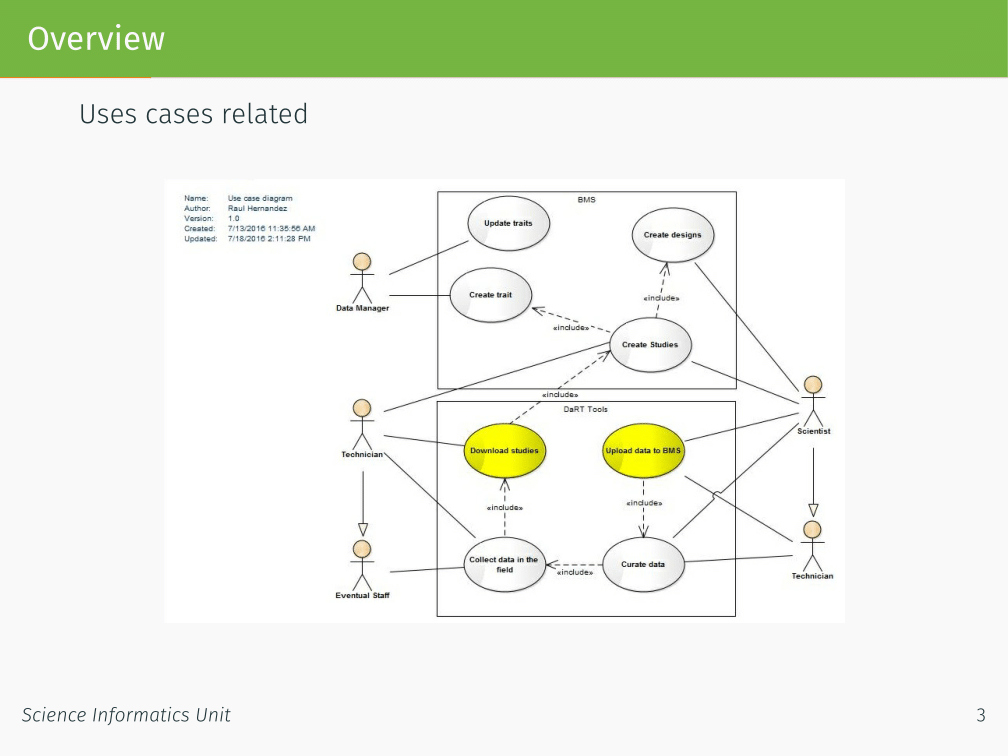 Overview
Uses cases related
Name: Use case diagram
Author: Raul Hernandez
Version: 1.0
Created: 7/13/2016 11:35:56 AM
Updated: 7/18/2016 2:11:28 PM
BMS
Update traits
Create designs
Data Manager
Create trait
«include»
«include»
Create Studies
«include»
DaRT Tools
Technician
Scientist
Download studies
Upload data to BMS
«include»
«include»
Collect data in the
field
«include»
Curate data
Technician
Eventual Staff
Science Informatics Unit
3